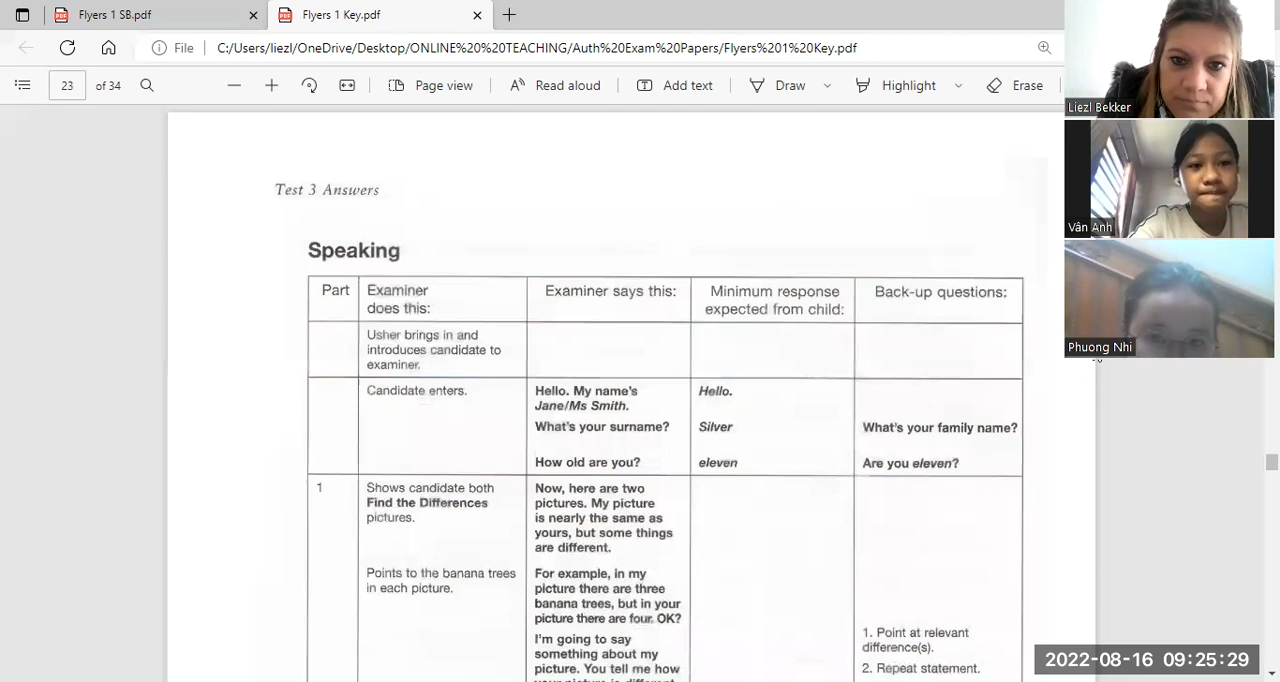 Flyers 1 SB.pdf
Flyers 1 Key.pdf
File
C:/Users/liezl/OneDrive/Desktop/ONLINE%20%20TEACHING/Auth%20Exam%20Papers/Flyers%201%20Key.pdf
23 of 34
Page view
Read aloud
Add text
Draw
Highlight
Erase
Liezl Bekker
Vân Anh
Phuong Nhi
Test 3 Answers
Speaking
Part
Examiner
does this:
Examiner says this:
Minimum response
expected from child:
Back-up questions:
Usher brings in and
introduces candidate to
examiner.
Candidate enters.
Hello. My name's
Jane/Ms Smith.
Hello.
What's your surname?
Silver
What's your family name?
How old are you?
eleven
Are you eleven?
1
Shows candidate both
Find the Differences
pictures.
Now, here are two
pictures. My picture
is nearly the same as
yours, but some things
are different.
Points to the banana trees
in each picture.
For example, in my
picture there are three
banana trees, but in your
picture there are four. OK?
I'm going to say
something about my
picture. You tell me how
your picture is different.
1. Point at relevant
difference(s).
2. Repeat statement.
2022-08-16 09:25:29